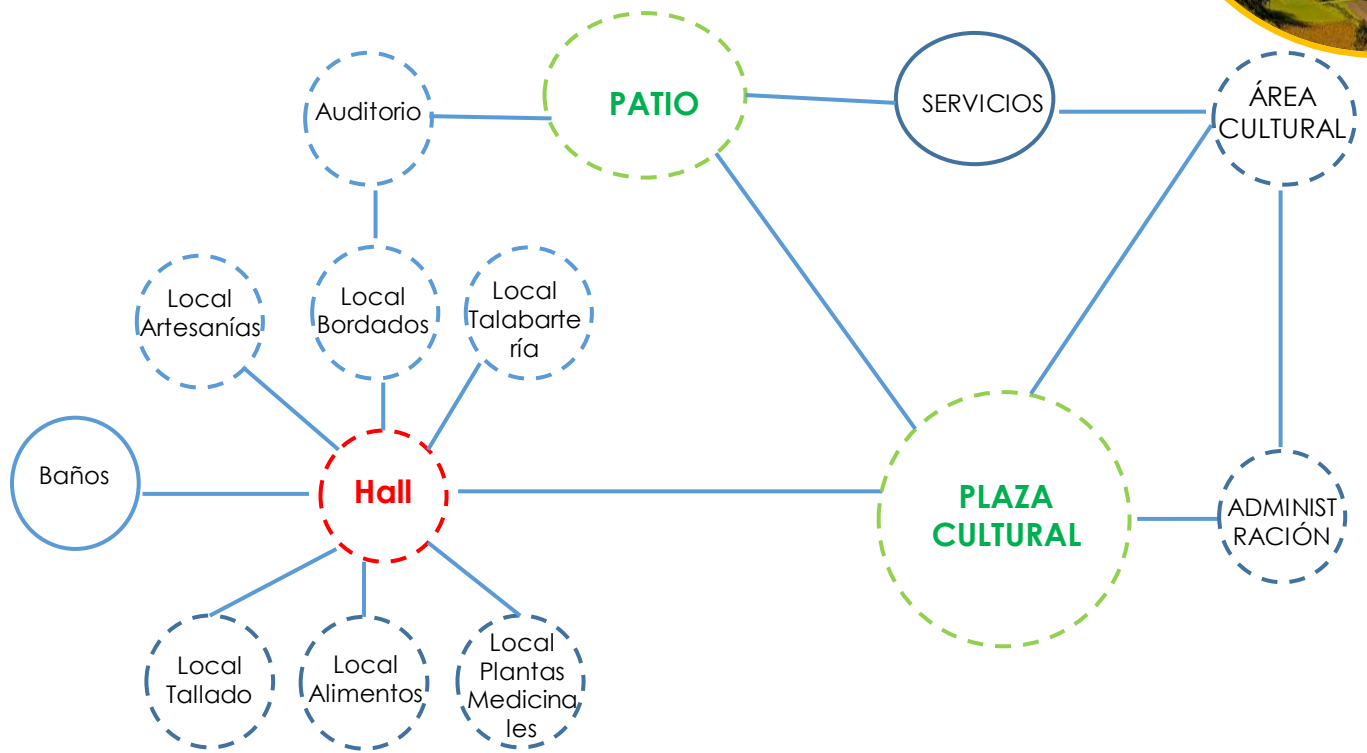 Auditorio
PATIO
SERVICIOS
ÁREA
CULTURAL
Local
Artesanías
Local
Bordados
Local
Talabarte
ría
Baños
Hall
PLAZA
CULTURAL
ADMINIST
RACIÓN
Local
Tallado
Local
Alimentos
Local
Plantas
Medicina
les